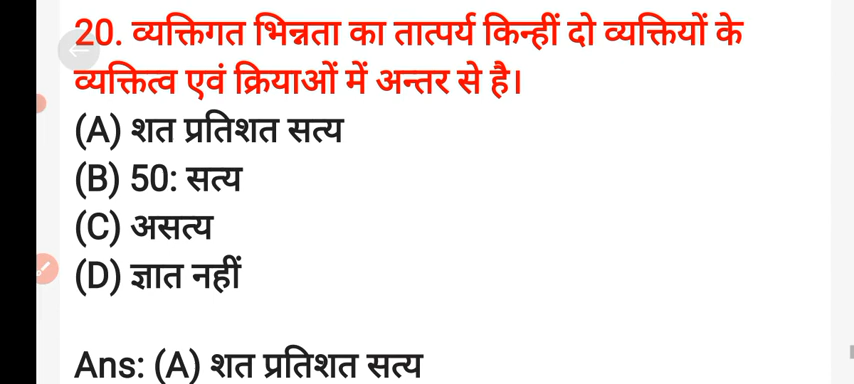 20. व्यक्तिगत भिन्नता का तात्पर्य किन्हीं दो व्यक्तियों के
व्यक्तित्व एवं क्रियाओं में अन्तर से है।
(A) शत प्रतिशत सत्य
(B) 50: सत्य
(C) असत्य
(D) ज्ञात नहीं
Ans: (A) शत प्रतिशत सत्य